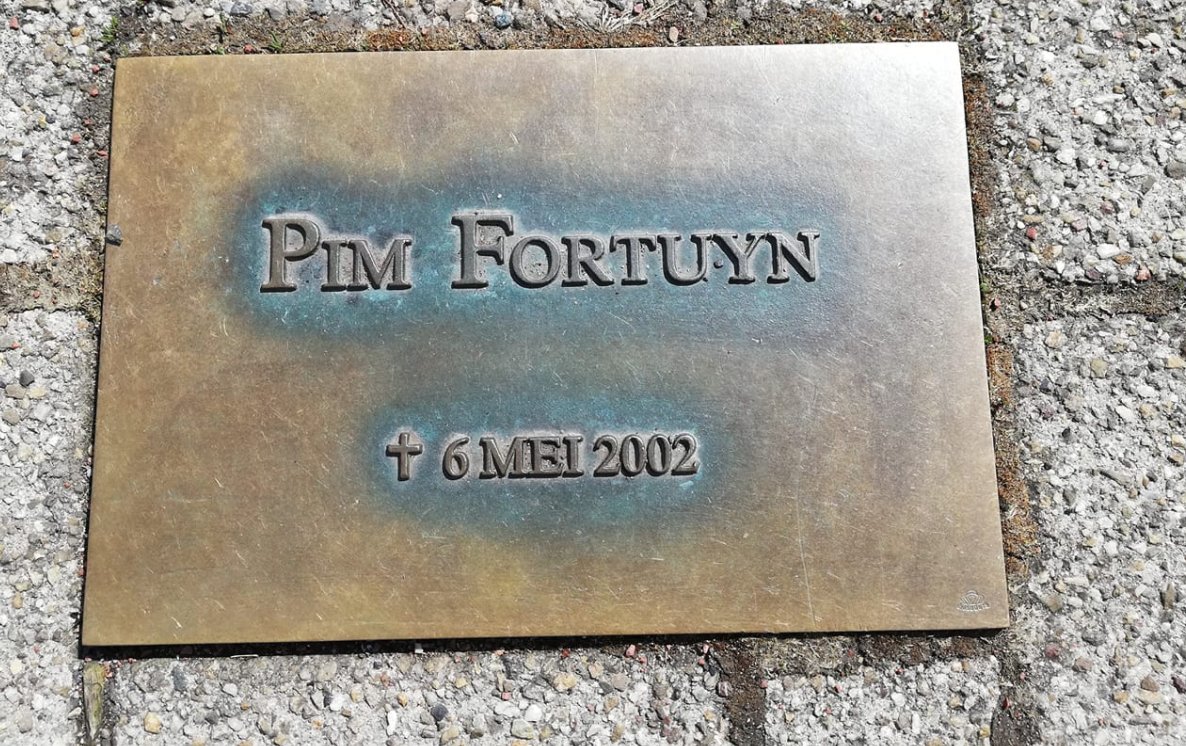 PIM FORTUYN
† 6 MEI 2002